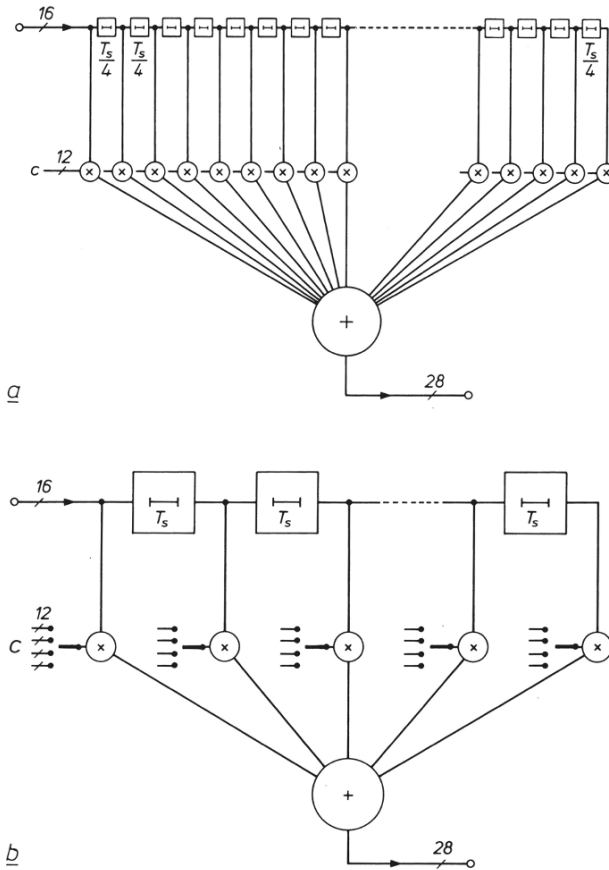 16
Ts/4 Ts/4 Ts/4
c 12
× × × × × × × × × × × × × ×
+
28
a
16
Ts Ts Ts
12
c × × × × ×
+
28
b